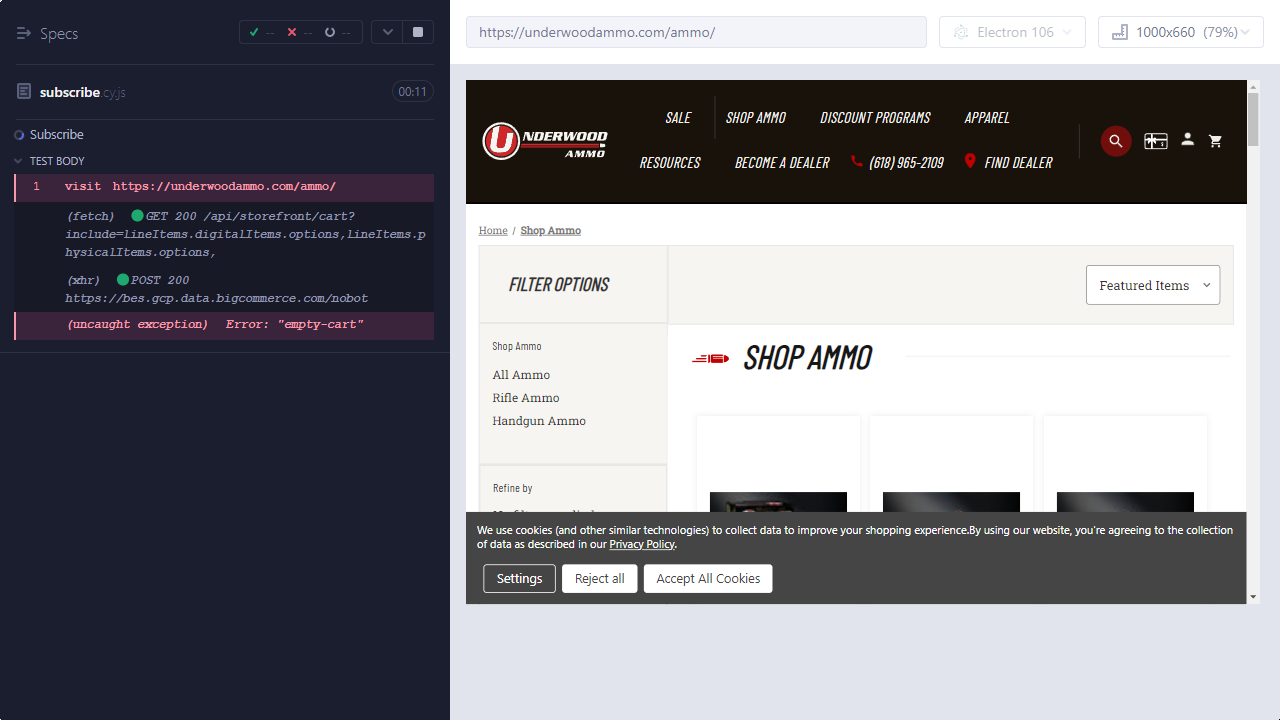 Specs
--
--
--
https://underwoodammo.com/ammo/
Electron 106
1000x660 (79%)
subscribe.cy.js
00:11
Subscribe
TEST BODY
1 visit https://underwoodammo.com/ammo/
(fetch) GET 200 /api/storefront/cart?
include=lineItems.digitalItems.options,lineItems.p
hysicalItems.options,
(xhr) POST 200
https://bes.gcp.data.bigcommerce.com/nobot
(uncaught exception) Error: "empty-cart"
UNDERWOOD
AMMO
SALE
SHOP AMMO
DISCOUNT PROGRAMS
APPAREL
RESOURCES
BECOME A DEALER
(618) 965-2109
FIND DEALER
Home / Shop Ammo
FILTER OPTIONS
Featured Items
Shop Ammo
All Ammo
Rifle Ammo
Handgun Ammo
SHOP AMMO
Refine by
We use cookies (and other similar technologies) to collect data to improve your shopping experience.By using our website, you're agreeing to the collection
of data as described in our Privacy Policy.
Settings
Reject all
Accept All Cookies